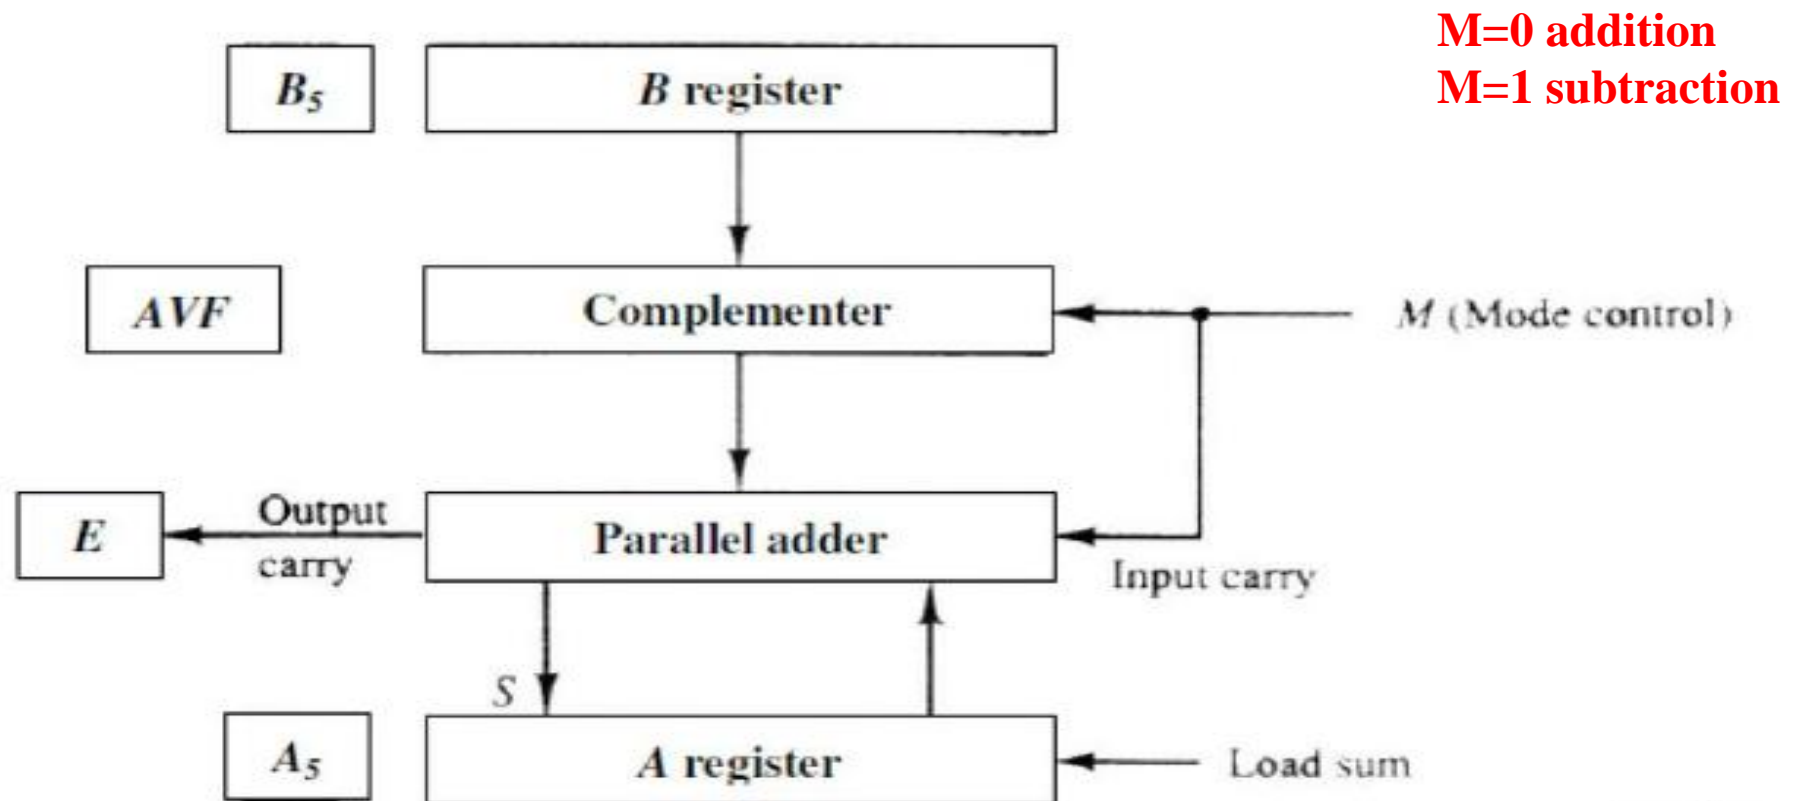 M=0 addition
M=1 subtraction
B5
B register
AVF
Complementer
M (Mode control)
E
Output
carry
Parallel adder
Input carry
S
A5
A register
Load sum